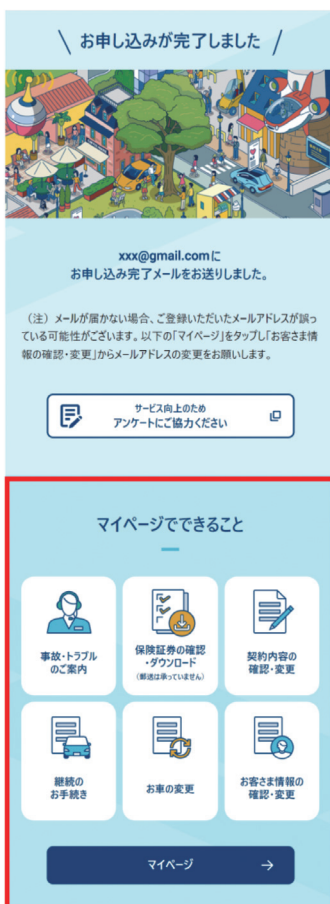 お申し込みが完了しました
xxx@gmail.comに
お申し込み完了メールをお送りしました。
（注）メールが届かない場合、ご登録いただいたメールアドレスが誤っ
ている可能性がございます。以下の「マイページ」をタップし「お客さま情
報の確認・変更」からメールアドレスの変更をお願いします。
サービス向上のため
アンケートにご協力ください
マイページでできること
事故・トラブル
のご案内
保険証券の確認
・ダウンロード
（郵送は承っていません）
契約内容の
確認・変更
継続の
お手続き
お車の変更
お客さま情報の
確認・変更
マイページ